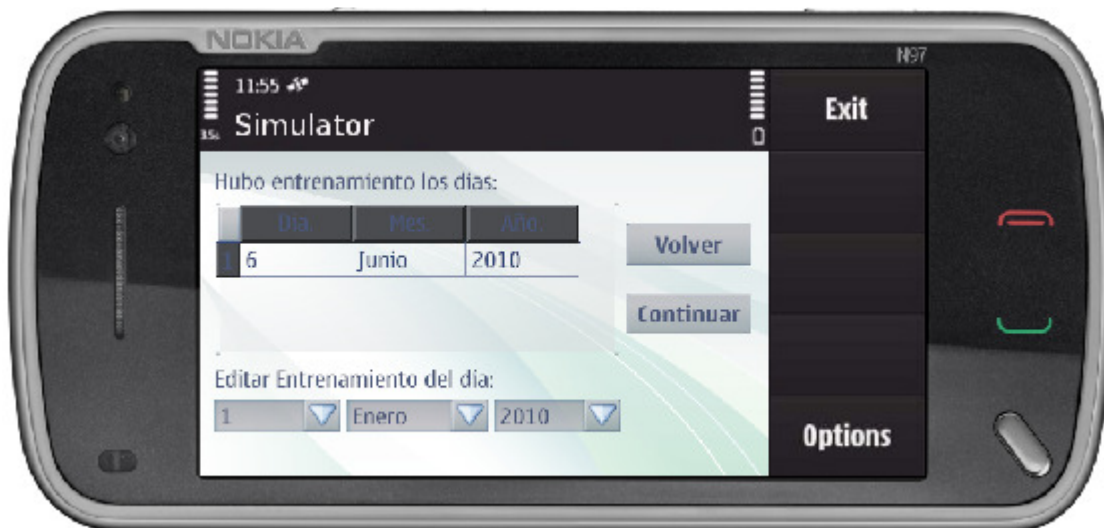 NOKIA
N97
11:55
Simulator
Exit
Hubo entrenamiento los dias:
Dia. Mes. Año.
1 6 Junio 2010
Volver
Continuar
Editar Entrenamiento del dia:
1 Enero 2010
Options